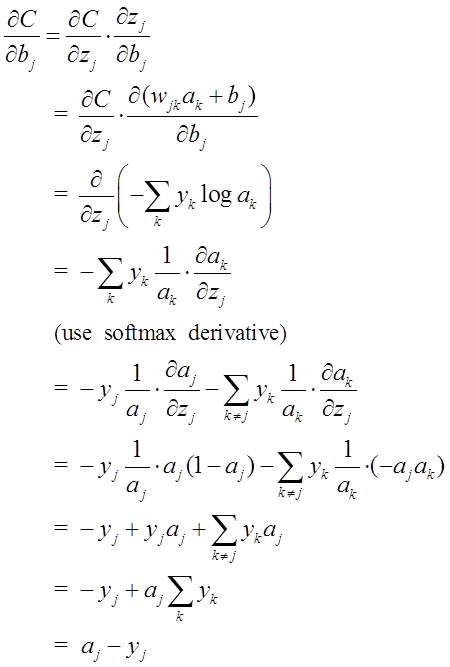 ∂C/∂b_j = ∂C/∂z_j · ∂z_j/∂b_j
= ∂C/∂z_j · ∂(w_jk a_k + b_j)/∂b_j
= ∂/∂z_j (−∑_k y_k log a_k)
= −∑_k y_k 1/a_k · ∂a_k/∂z_j
(use softmax derivative)
= −y_j 1/a_j · ∂a_j/∂z_j − ∑_{k≠j} y_k 1/a_k · ∂a_k/∂z_j
= −y_j 1/a_j · a_j(1−a_j) − ∑_{k≠j} y_k 1/a_k · (−a_j a_k)
= −y_j + y_j a_j + ∑_{k≠j} y_k a_j
= −y_j + a_j ∑_k y_k
= a_j − y_j